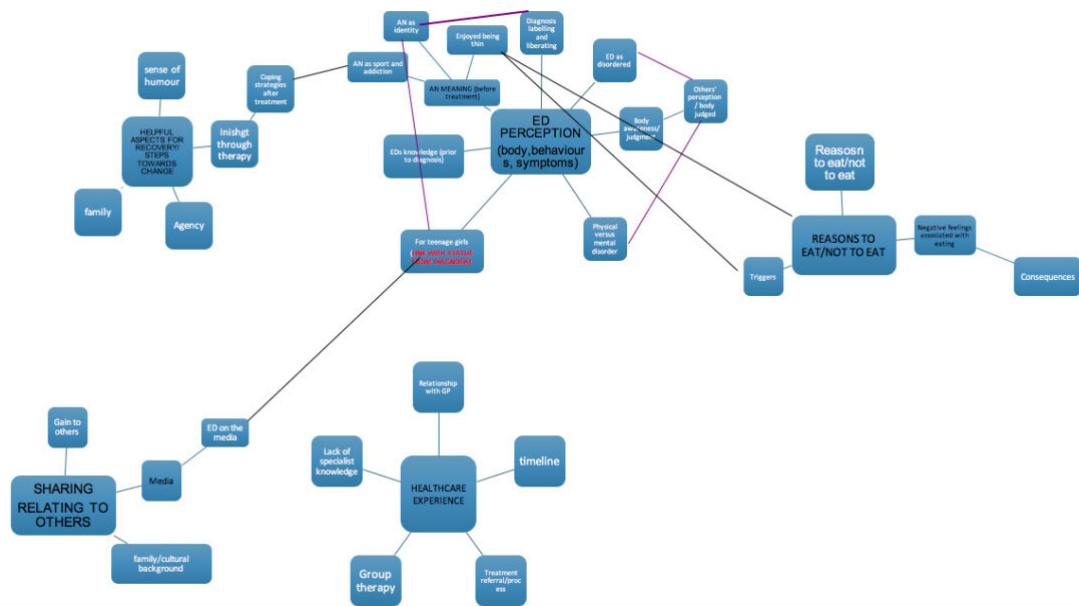 AN as
identity
Diagnosis
labelling
and
liberating
Enjoyed being
thin
ED as
disordered
sense of
humour
Coping
strategies
after
treatment
AN as sport and
addiction
AN MEANING (before
treatment)
Others'
perception
/ body
judged
HELPFUL
ASPECTS FOR
RECOVERY/
STEPS
TOWARDS
CHANGE
Inishgt
through
therapy
ED
PERCEPTION
(body,behaviour
s, symptoms)
Body
awareness/
judgment
EDs knowledge (prior
to diagnosis)
Reasosn
to eat/not
to eat
family
Agency
For teenage girls
(LINK WITH STATUS
Physical
versus
mental
disorder
REASONS TO
EAT/NOT TO EAT
Negative feelings
associated with
eating
Triggers
Consequences
Relationship
with GP
Gain to
others
ED on the
media
Lack of
specialist
knowledge
timeline
Media
HEALTHCARE
EXPERIENCE
SHARING
RELATING TO
OTHERS
family/cultural
background
Group
therapy
Treatment
referral/proc
ess